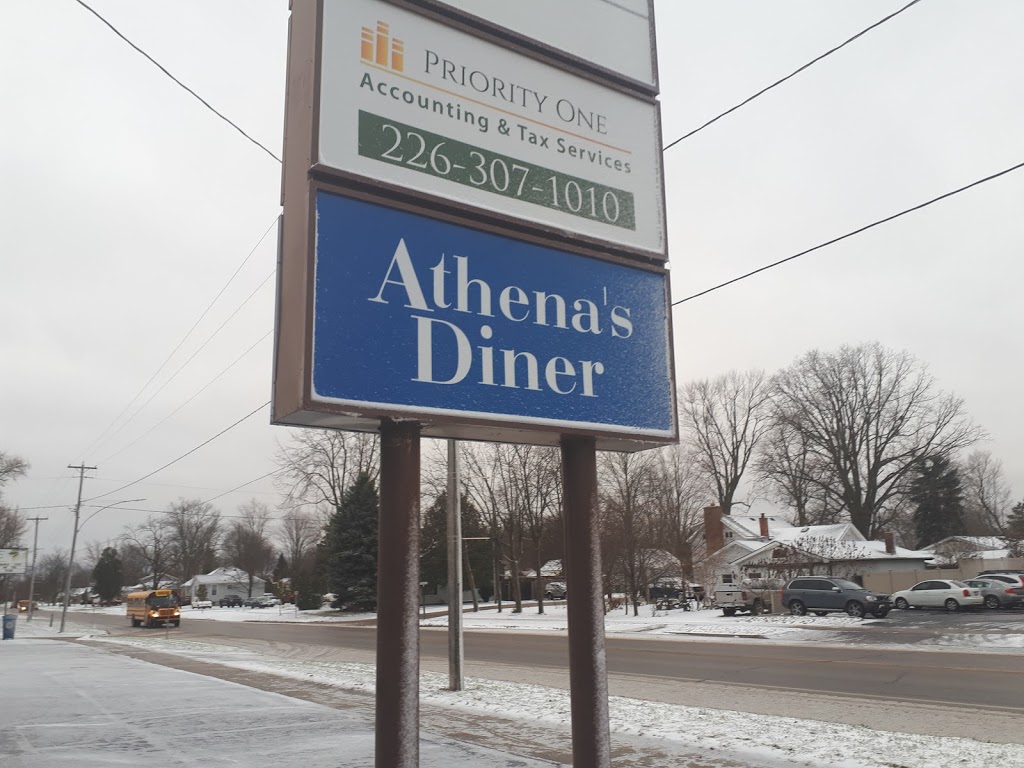 PRIORITY ONE
Accounting & Tax Services
226-307-1010
Athena's
Diner